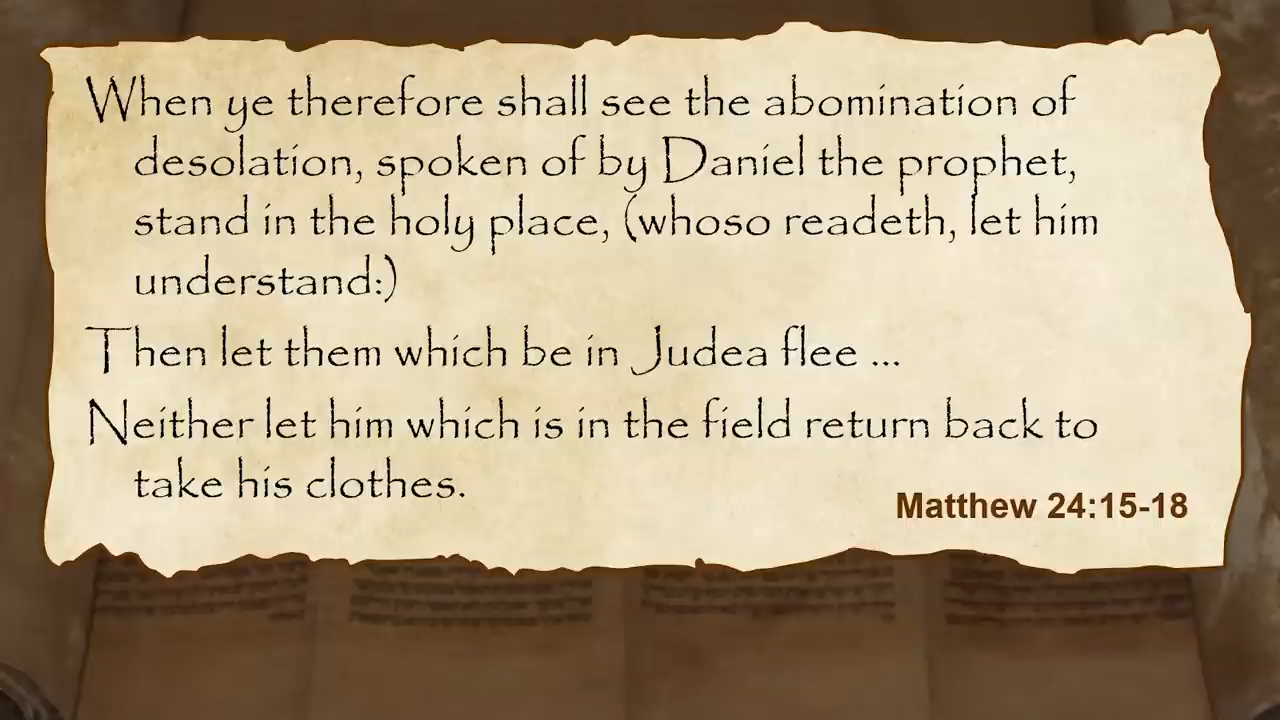 When ye therefore shall see the abomination of
desolation, spoken of by Daniel the prophet,
stand in the holy place, (whoso readeth, let him
understand:)
Then let them which be in Judea flee ...
Neither let him which is in the field return back to
take his clothes.
Matthew 24:15-18